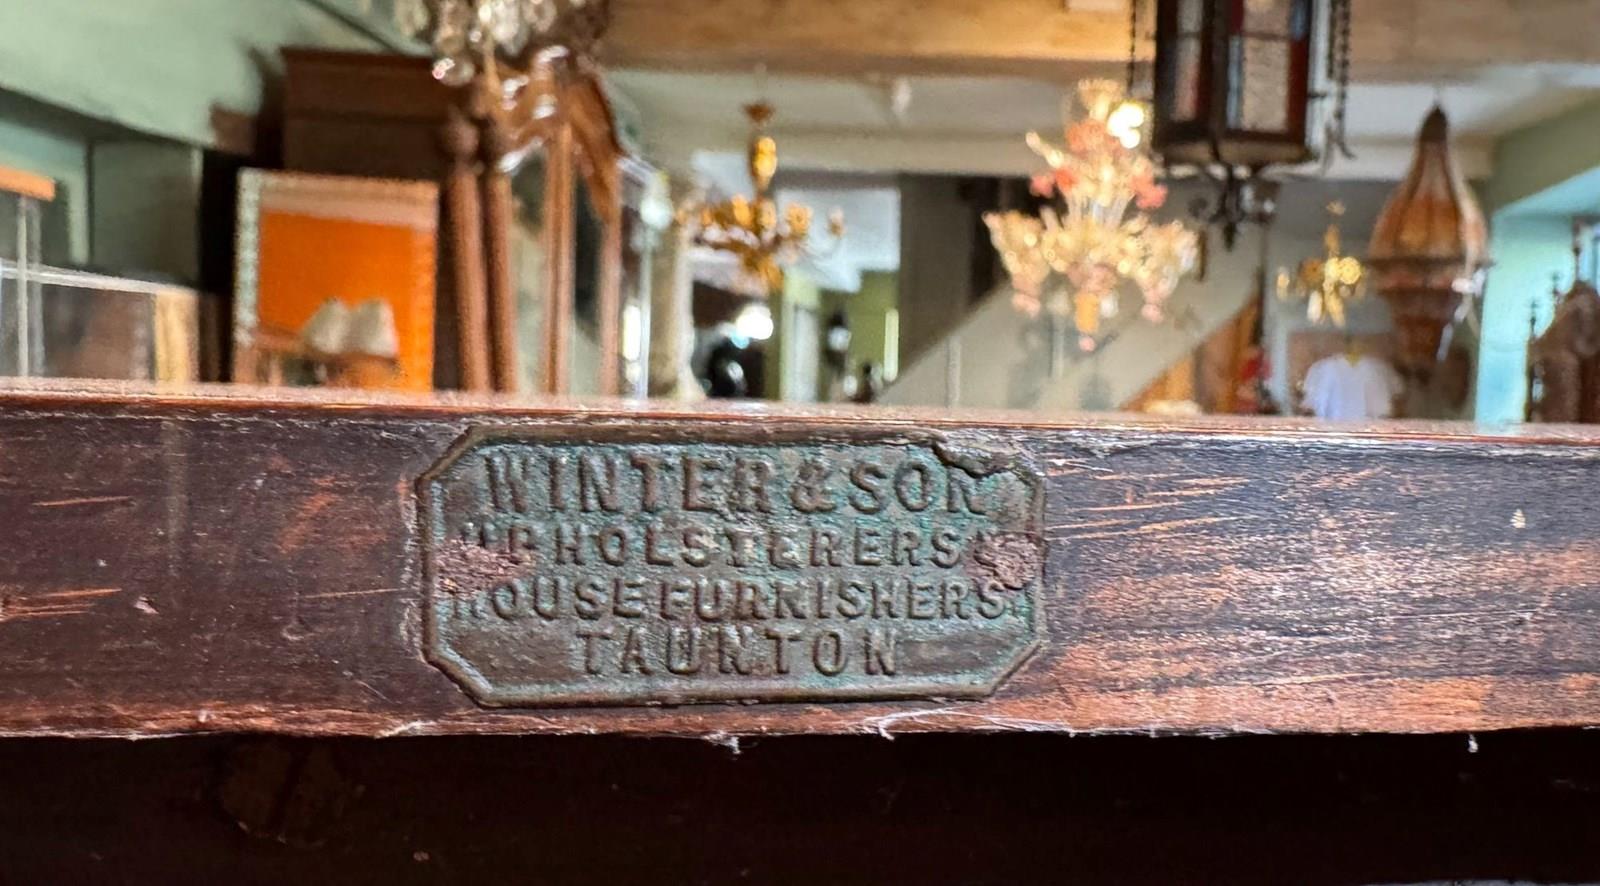 WINTER & SON
UPHOLSTERERS &
HOUSE FURNISHERS
TAUNTON